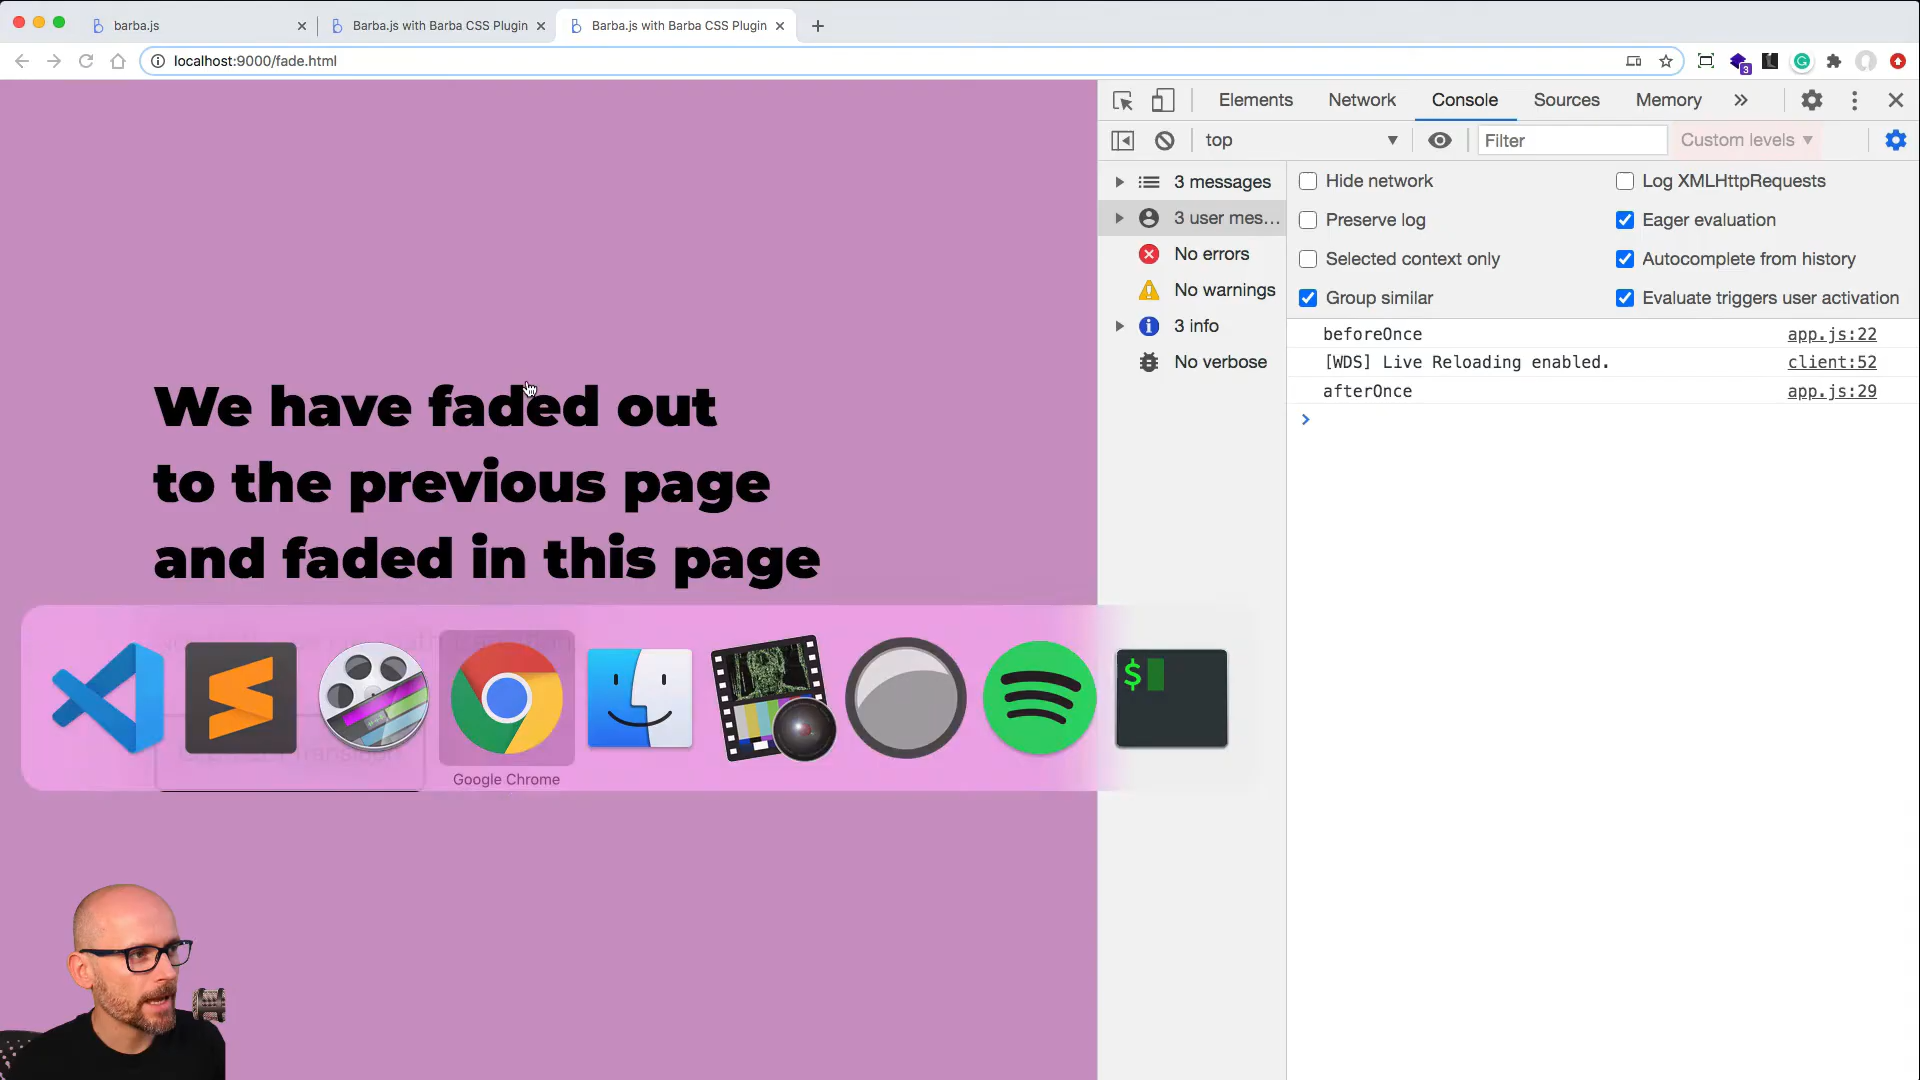 barba.js
Barba.js with Barba CSS Plugin
Barba.js with Barba CSS Plugin
localhost:9000/fade.html
3
Elements
Network
Console
Sources
Memory
top
Filter
Custom levels
3 messages
3 user mes...
No errors
No warnings
3 info
No verbose
Hide network
Log XMLHttpRequests
Preserve log
Eager evaluation
Selected context only
Autocomplete from history
Group similar
Evaluate triggers user activation
beforeOnce
app.js:22
[WDS] Live Reloading enabled.
client:52
afterOnce
app.js:29
We have faded out
to the previous page
and faded in this page
$
Google Chrome